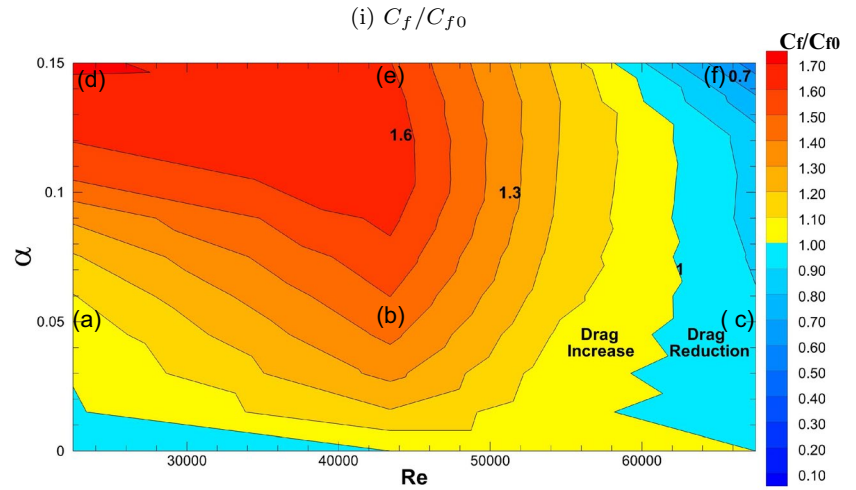 (i) C_f/C_{f0}
Cf/Cf0
0.15
(d)
(e)
(f)
0.7
1.70
1.60
1.6
1.50
1.40
0.1
1.3
1.30
1.20
1.10
α
1
1.00
0.90
0.05
(a)
(b)
( c)
0.80
Drag Increase
Drag Reduction
0.70
0.60
0.50
0.40
0.30
0.20
0
0.10
30000
40000
50000
60000
Re